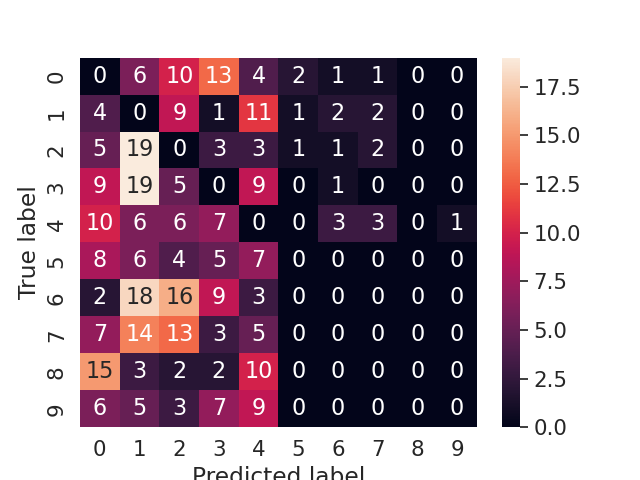 0 0 6 10 13 4 2 1 1 0 0
1 4 0 9 1 11 1 2 2 0 0
2 5 19 0 3 3 1 1 2 0 0
3 9 19 5 0 9 0 1 0 0 0
4 10 6 6 7 0 0 3 3 0 1
5 8 6 4 5 7 0 0 0 0 0
6 2 18 16 9 3 0 0 0 0 0
7 7 14 13 3 5 0 0 0 0 0
8 15 3 2 2 10 0 0 0 0 0
9 6 5 3 7 9 0 0 0 0 0
0 1 2 3 4 5 6 7 8 9
True label
Predicted label
17.5
15.0
12.5
10.0
7.5
5.0
2.5
0.0